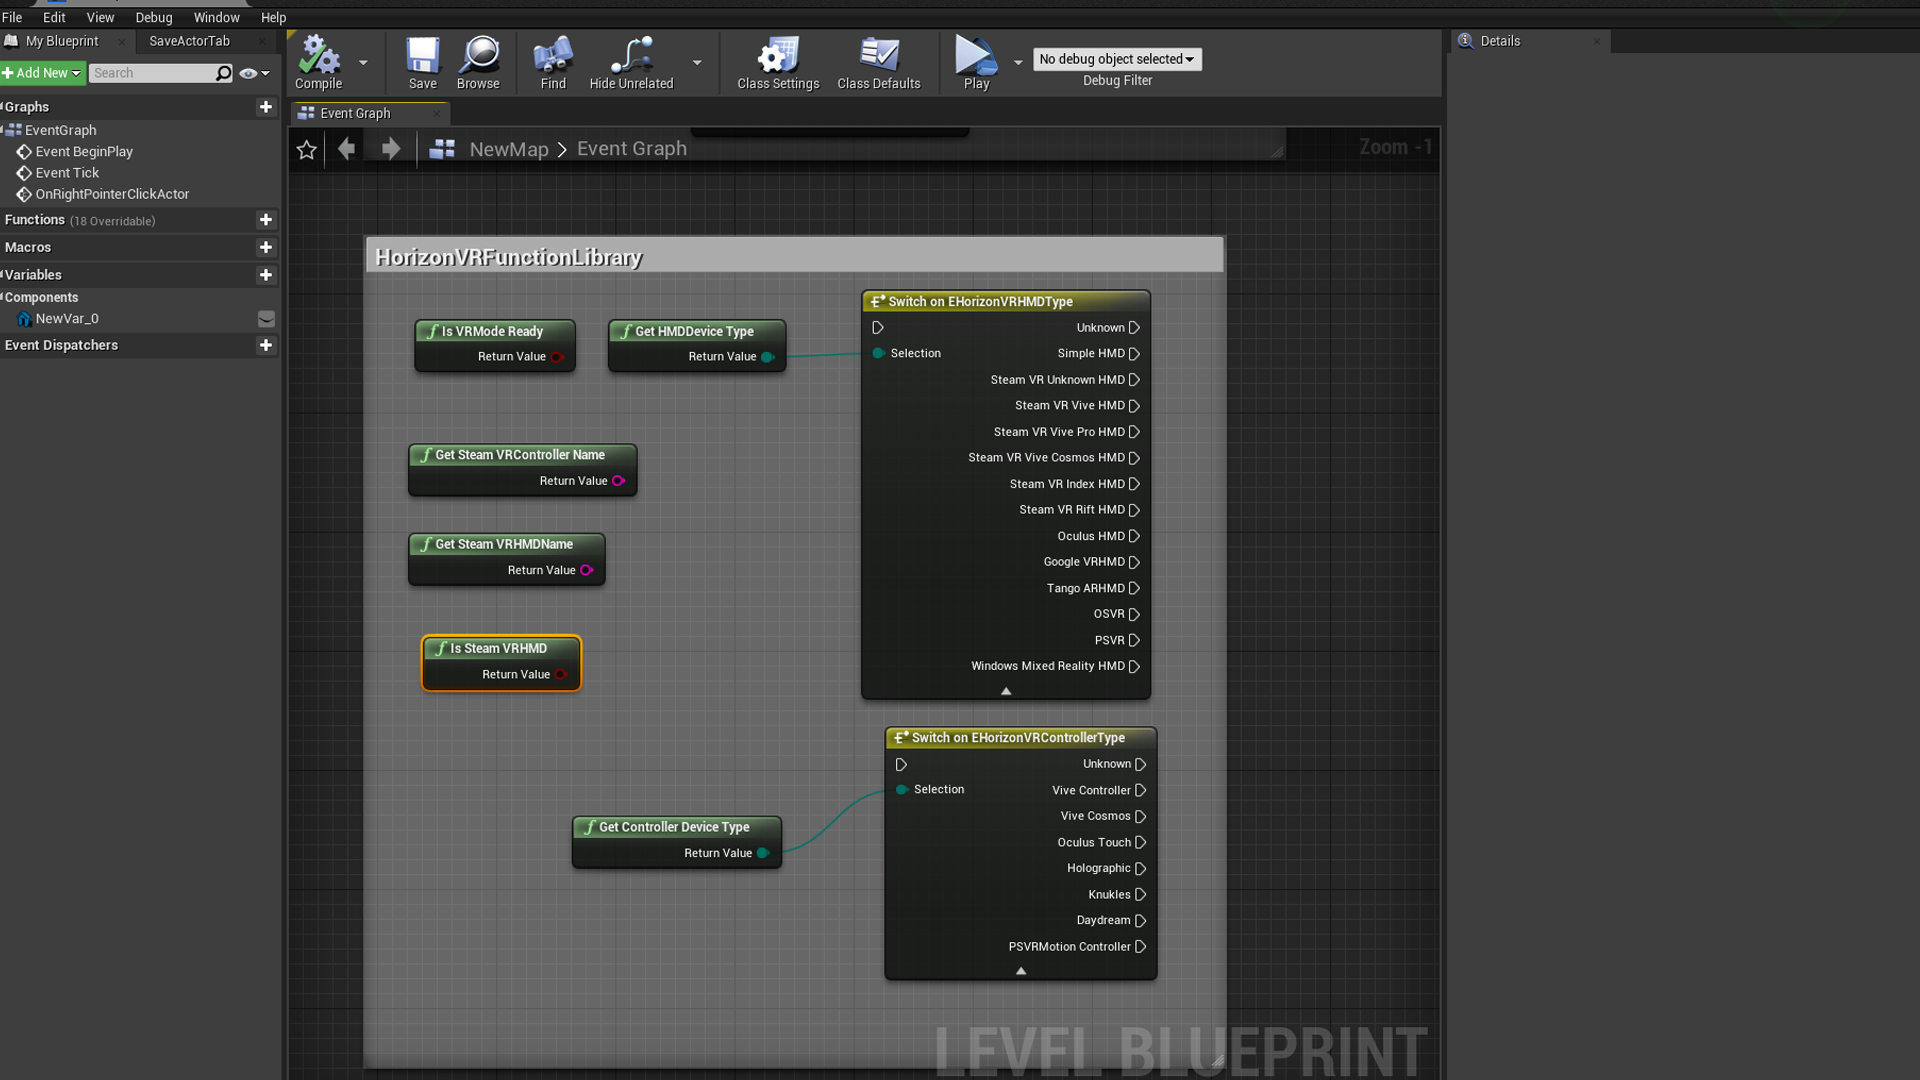 File Edit View Debug Window Help
My Blueprint SaveActorTab
Details
Add New Search
Compile Save Browse Find Hide Unrelated Class Settings Class Defaults Play
No debug object selected
Debug Filter
Graphs
EventGraph
Event BeginPlay
Event Tick
OnRightPointerClickActor
Functions (18 Overridable)
Macros
Variables
Components
NewVar_0
Event Dispatchers
Event Graph
NewMap > Event Graph
Zoom -1
HorizonVRFunctionLibrary
Is VRMode Ready
Return Value
Get HMDDevice Type
Return Value
Switch on EHorizonVRHMDType
Selection
Unknown
Simple HMD
Steam VR Unknown HMD
Steam VR Vive HMD
Steam VR Vive Pro HMD
Steam VR Vive Cosmos HMD
Steam VR Index HMD
Steam VR Rift HMD
Oculus HMD
Google VRHMD
Tango ARHMD
OSVR
PSVR
Windows Mixed Reality HMD
Get Steam VRController Name
Return Value
Get Steam VRHMDName
Return Value
Is Steam VRHMD
Return Value
Get Controller Device Type
Return Value
Switch on EHorizonVRControllerType
Selection
Unknown
Vive Controller
Vive Cosmos
Oculus Touch
Holographic
Knukles
Daydream
PSVRMotion Controller
LEVEL BLUEPRINT